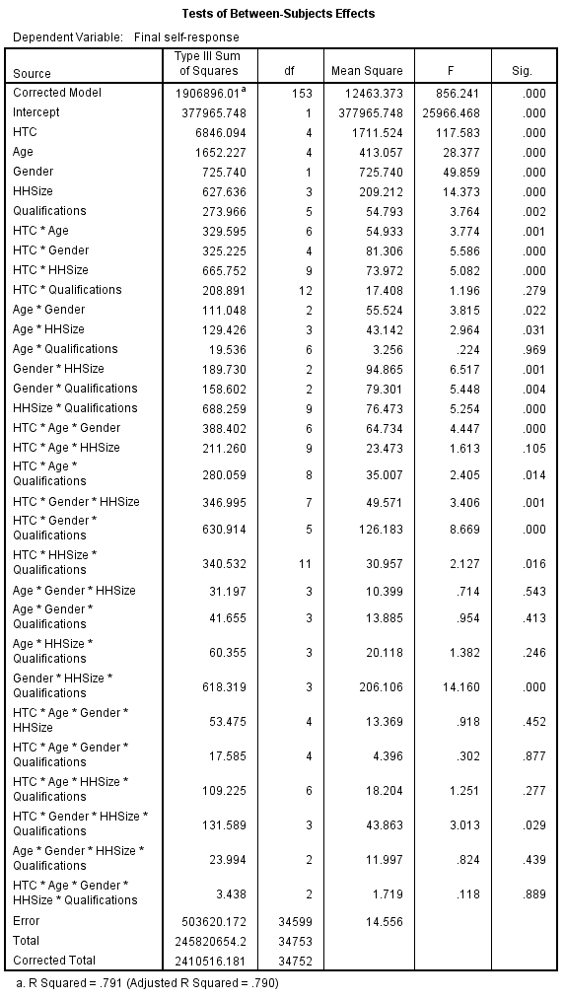 Tests of Between-Subjects Effects
Dependent Variable: Final self-response
Source Type III Sum of Squares df Mean Square F Sig.
Corrected Model 1906896.01a 153 12463.373 856.241 .000
Intercept 377965.748 1 377965.748 25966.468 .000
HTC 6846.094 4 1711.524 117.583 .000
Age 1652.227 4 413.057 28.377 .000
Gender 725.740 1 725.740 49.859 .000
HHSize 627.636 3 209.212 14.373 .000
Qualifications 273.966 5 54.793 3.764 .002
HTC * Age 329.595 6 54.933 3.774 .001
HTC * Gender 325.225 4 81.306 5.586 .000
HTC * HHSize 665.752 9 73.972 5.082 .000
HTC * Qualifications 208.891 12 17.408 1.196 .279
Age * Gender 111.048 2 55.524 3.815 .022
Age * HHSize 129.426 3 43.142 2.964 .031
Age * Qualifications 19.536 6 3.256 .224 .969
Gender * HHSize 189.730 2 94.865 6.517 .001
Gender * Qualifications 158.602 2 79.301 5.448 .004
HHSize * Qualifications 688.259 9 76.473 5.254 .000
HTC * Age * Gender 388.402 6 64.734 4.447 .000
HTC * Age * HHSize 211.260 9 23.473 1.613 .105
HTC * Age * Qualifications 280.059 8 35.007 2.405 .014
HTC * Gender * HHSize 346.995 7 49.571 3.406 .001
HTC * Gender * Qualifications 630.914 5 126.183 8.669 .000
HTC * HHSize * Qualifications 340.532 11 30.957 2.127 .016
Age * Gender * HHSize 31.197 3 10.399 .714 .543
Age * Gender * Qualifications 41.655 3 13.885 .954 .413
Age * HHSize * Qualifications 60.355 3 20.118 1.382 .246
Gender * HHSize * Qualifications 618.319 3 206.106 14.160 .000
HTC * Age * Gender * HHSize 53.475 4 13.369 .918 .452
HTC * Age * Gender * Qualifications 17.585 4 4.396 .302 .877
HTC * Age * HHSize * Qualifications 109.225 6 18.204 1.251 .277
HTC * Gender * HHSize * Qualifications 131.589 3 43.863 3.013 .029
Age * Gender * HHSize * Qualifications 23.994 2 11.997 .824 .439
HTC * Age * Gender * HHSize * Qualifications 3.438 2 1.719 .118 .889
Error 503620.172 34599 14.556
Total 245820654.2 34753
Corrected Total 2410516.181 34752
a. R Squared = .791 (Adjusted R Squared = .790)